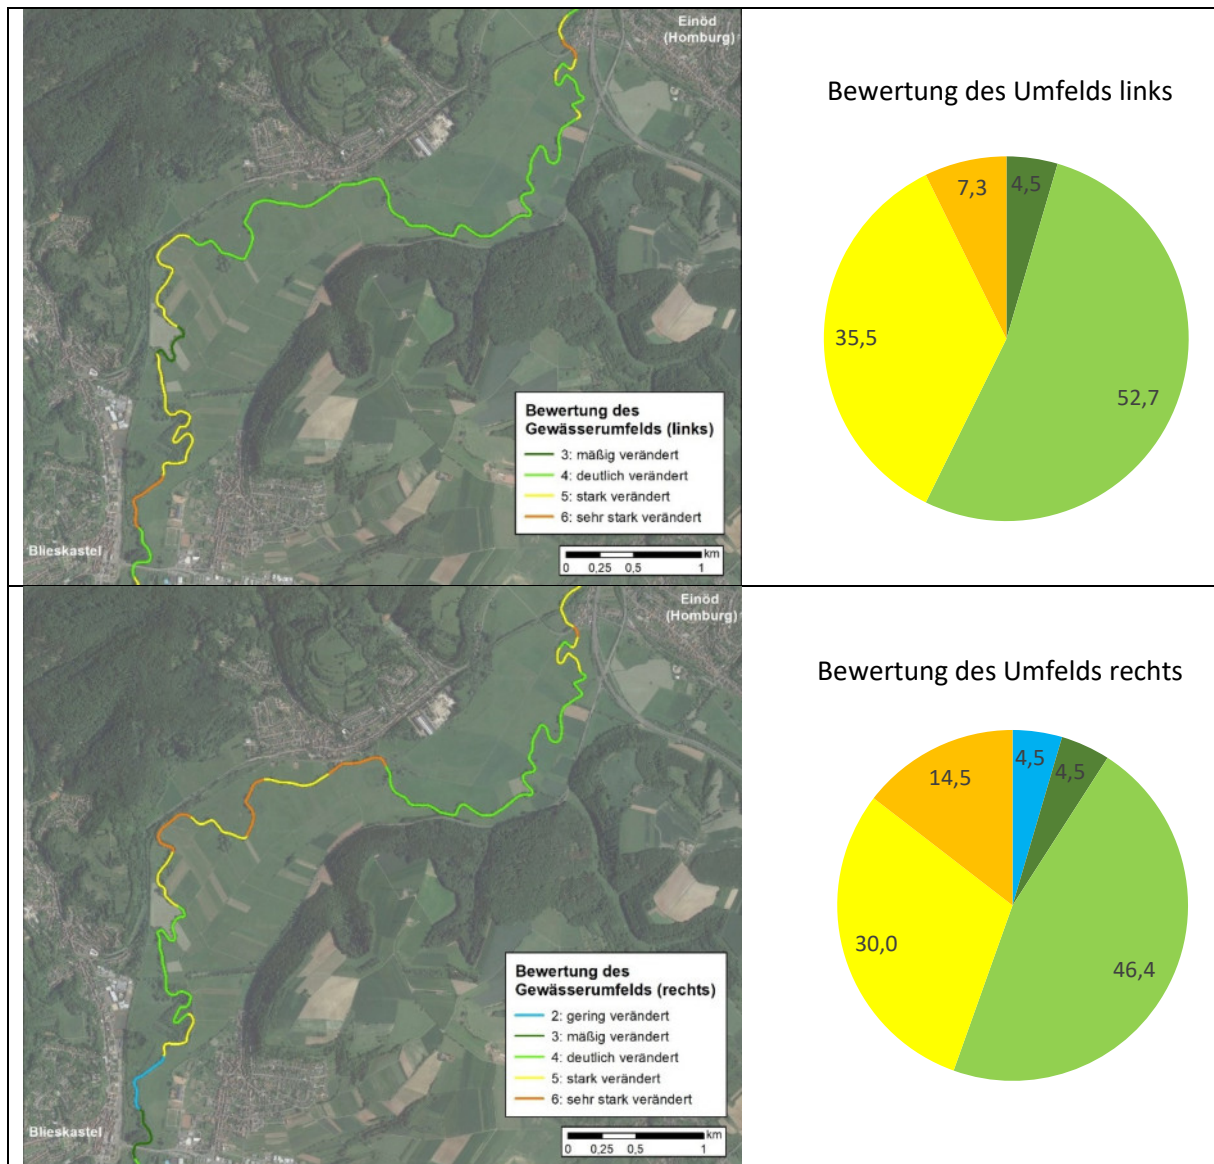 Einöd
(Homburg)
Blieskastel
Bewertung des
Gewässerumfelds (links)
3: mäßig verändert
4: deutlich verändert
5: stark verändert
6: sehr stark verändert
km
0 0,25 0,5 1
Bewertung des Umfelds links
7,3
4,5
35,5
52,7
Einöd
(Homburg)
Blieskastel
Bewertung des
Gewässerumfelds (rechts)
2: gering verändert
3: mäßig verändert
4: deutlich verändert
5: stark verändert
6: sehr stark verändert
km
0 0,25 0,5 1
Bewertung des Umfelds rechts
4,5
4,5
14,5
30,0
46,4